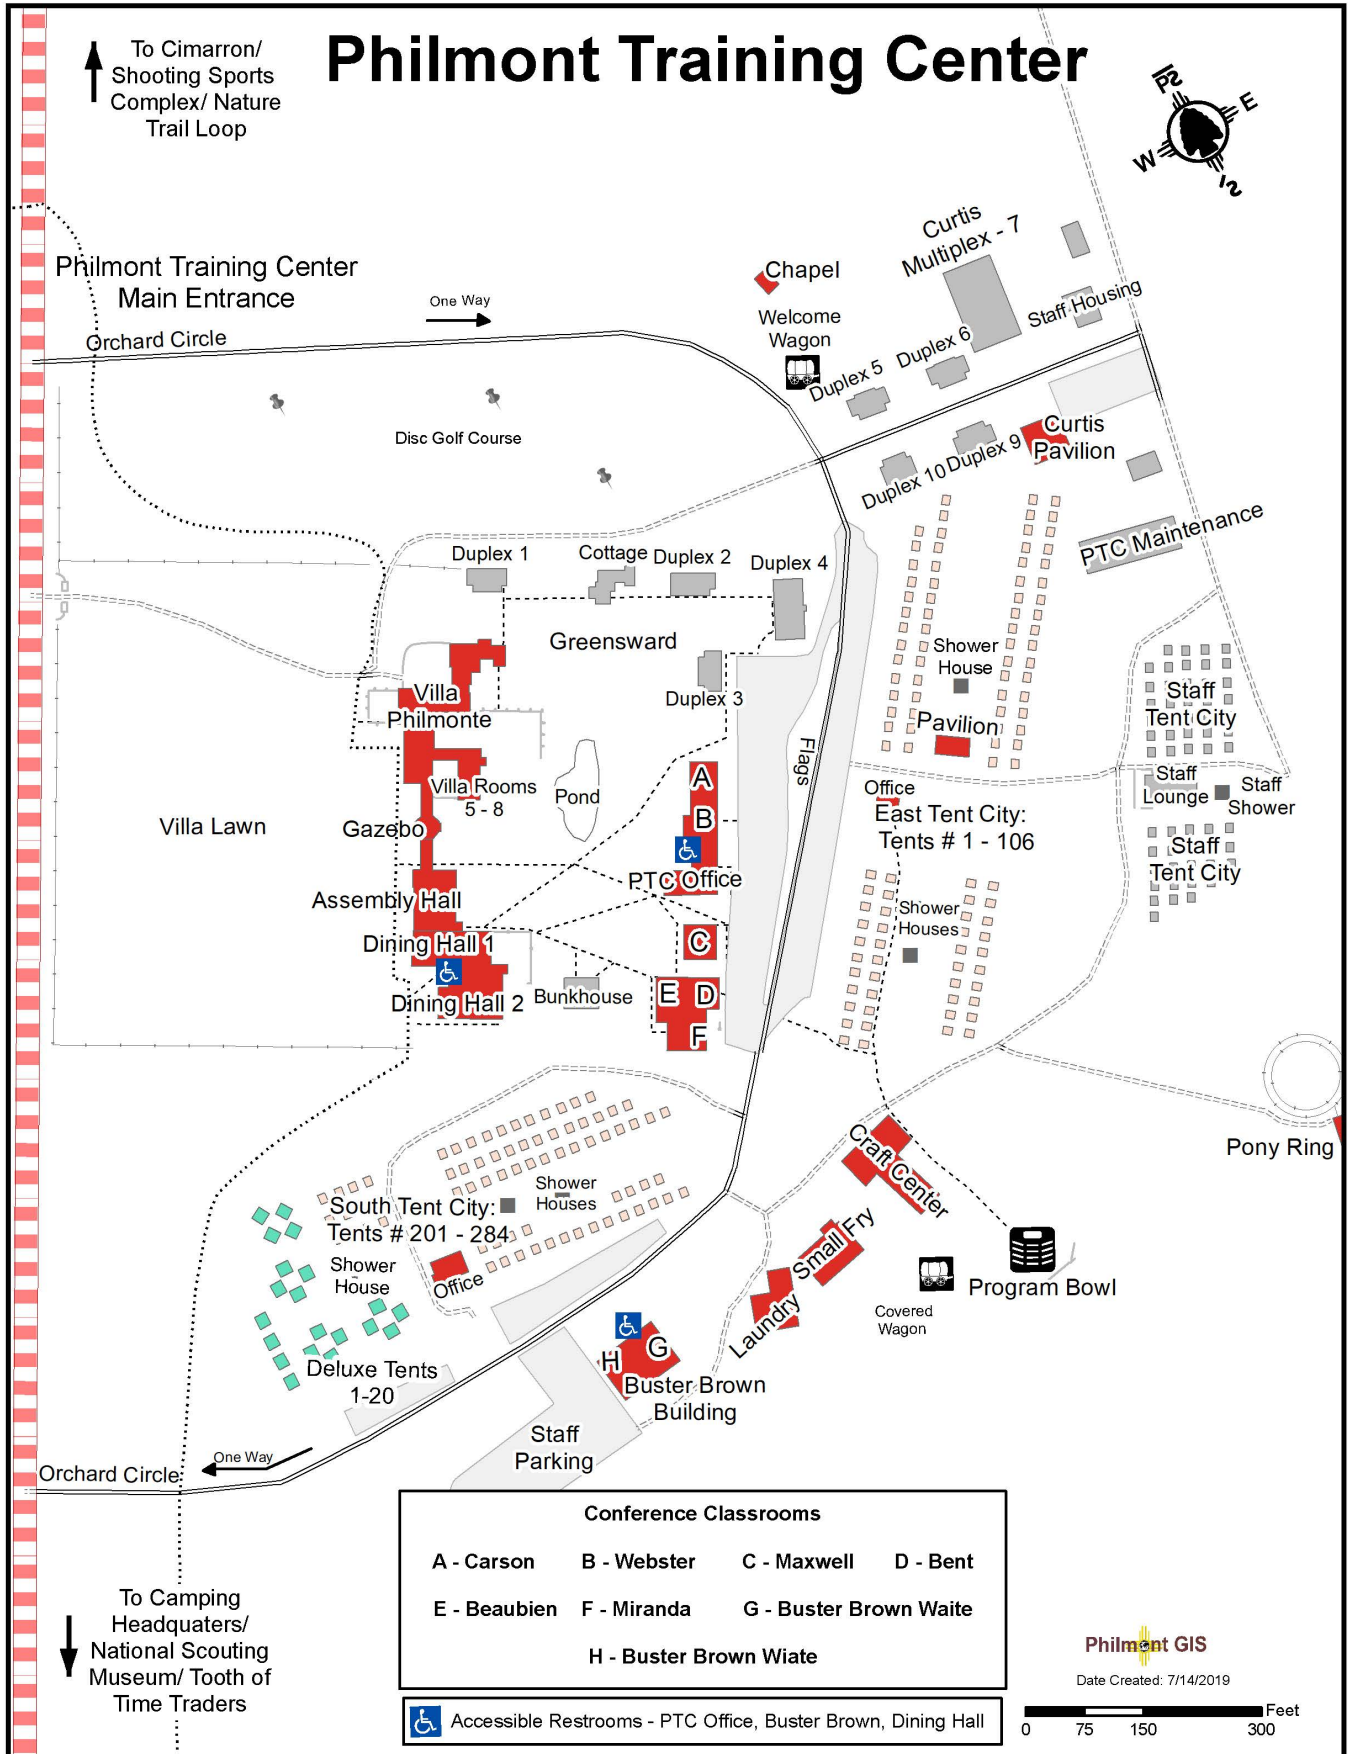 Philmont Training Center
To Cimarron/
Shooting Sports
Complex/ Nature
Trail Loop
N
E
W
S
Philmont Training Center
Main Entrance
One Way
Orchard Circle
Chapel
Welcome
Wagon
Curtis
Multiplex - 7
Staff Housing
Duplex 6
Duplex 5
Disc Golf Course
Curtis
Pavilion
Duplex 9
Duplex 10
PTC Maintenance
Duplex 1
Cottage
Duplex 2
Duplex 4
Greensward
Duplex 3
Shower
House
Pavilion
Staff
Tent City
Villa
Philmonte
Villa Rooms
5 - 8
Pond
A
B
Flags
Office
East Tent City:
Tents # 1 - 106
Staff
Lounge
Staff
Shower
Staff
Tent City
Villa Lawn
Gazebo
PTC Office
Assembly Hall
Shower
Houses
Dining Hall 1
C
Dining Hall 2
Bunkhouse
E
D
F
Pony Ring
Craft Center
South Tent City:
Tents # 201 - 284
Shower
Houses
Shower
House
Office
Small Fry
Laundry
Program Bowl
Covered
Wagon
Deluxe Tents
1-20
H
G
Buster Brown
Building
Staff
Parking
One Way
Orchard Circle
Conference Classrooms
A - Carson
B - Webster
C - Maxwell
D - Bent
E - Beaubien
F - Miranda
G - Buster Brown Waite
H - Buster Brown Wiate
To Camping
Headquaters/
National Scouting
Museum/ Tooth of
Time Traders
Accessible Restrooms - PTC Office, Buster Brown, Dining Hall
Philmont GIS
Date Created: 7/14/2019
Feet
0
75
150
300